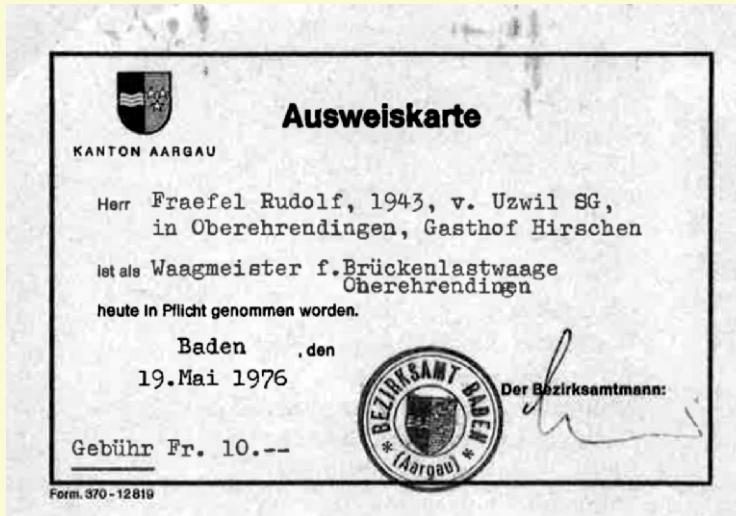 Ausweiskarte
KANTON AARGAU
Herr Fraefel Rudolf, 1943, v. Uzwil SG,
in Oberehrendingen, Gasthof Hirschen
ist als Waagmeister f.Brückenlastwaage
Oberehrendingen
heute in Pflicht genommen worden.
Baden , den
19.Mai 1976
BEZIRKSAMT BADEN
* (Aargau) *
Der Bezirksamtmann:
Gebühr Fr. 10.--
Form. 370 - 12819